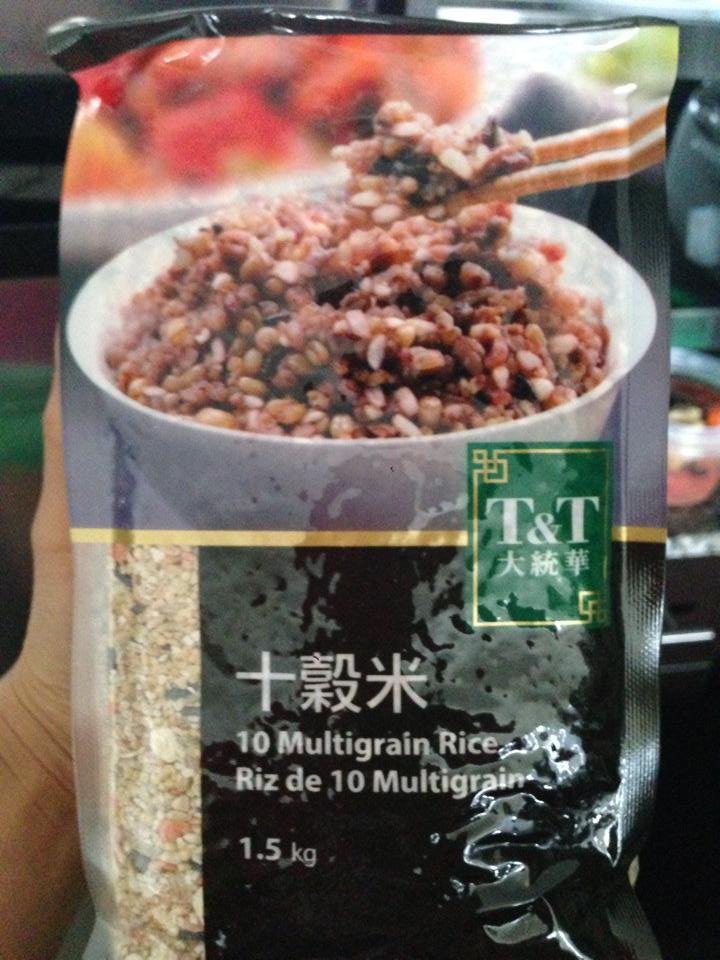 T&T
大統華
十穀米
10 Multigrain Rice
Riz de 10 Multigrain
1.5 kg